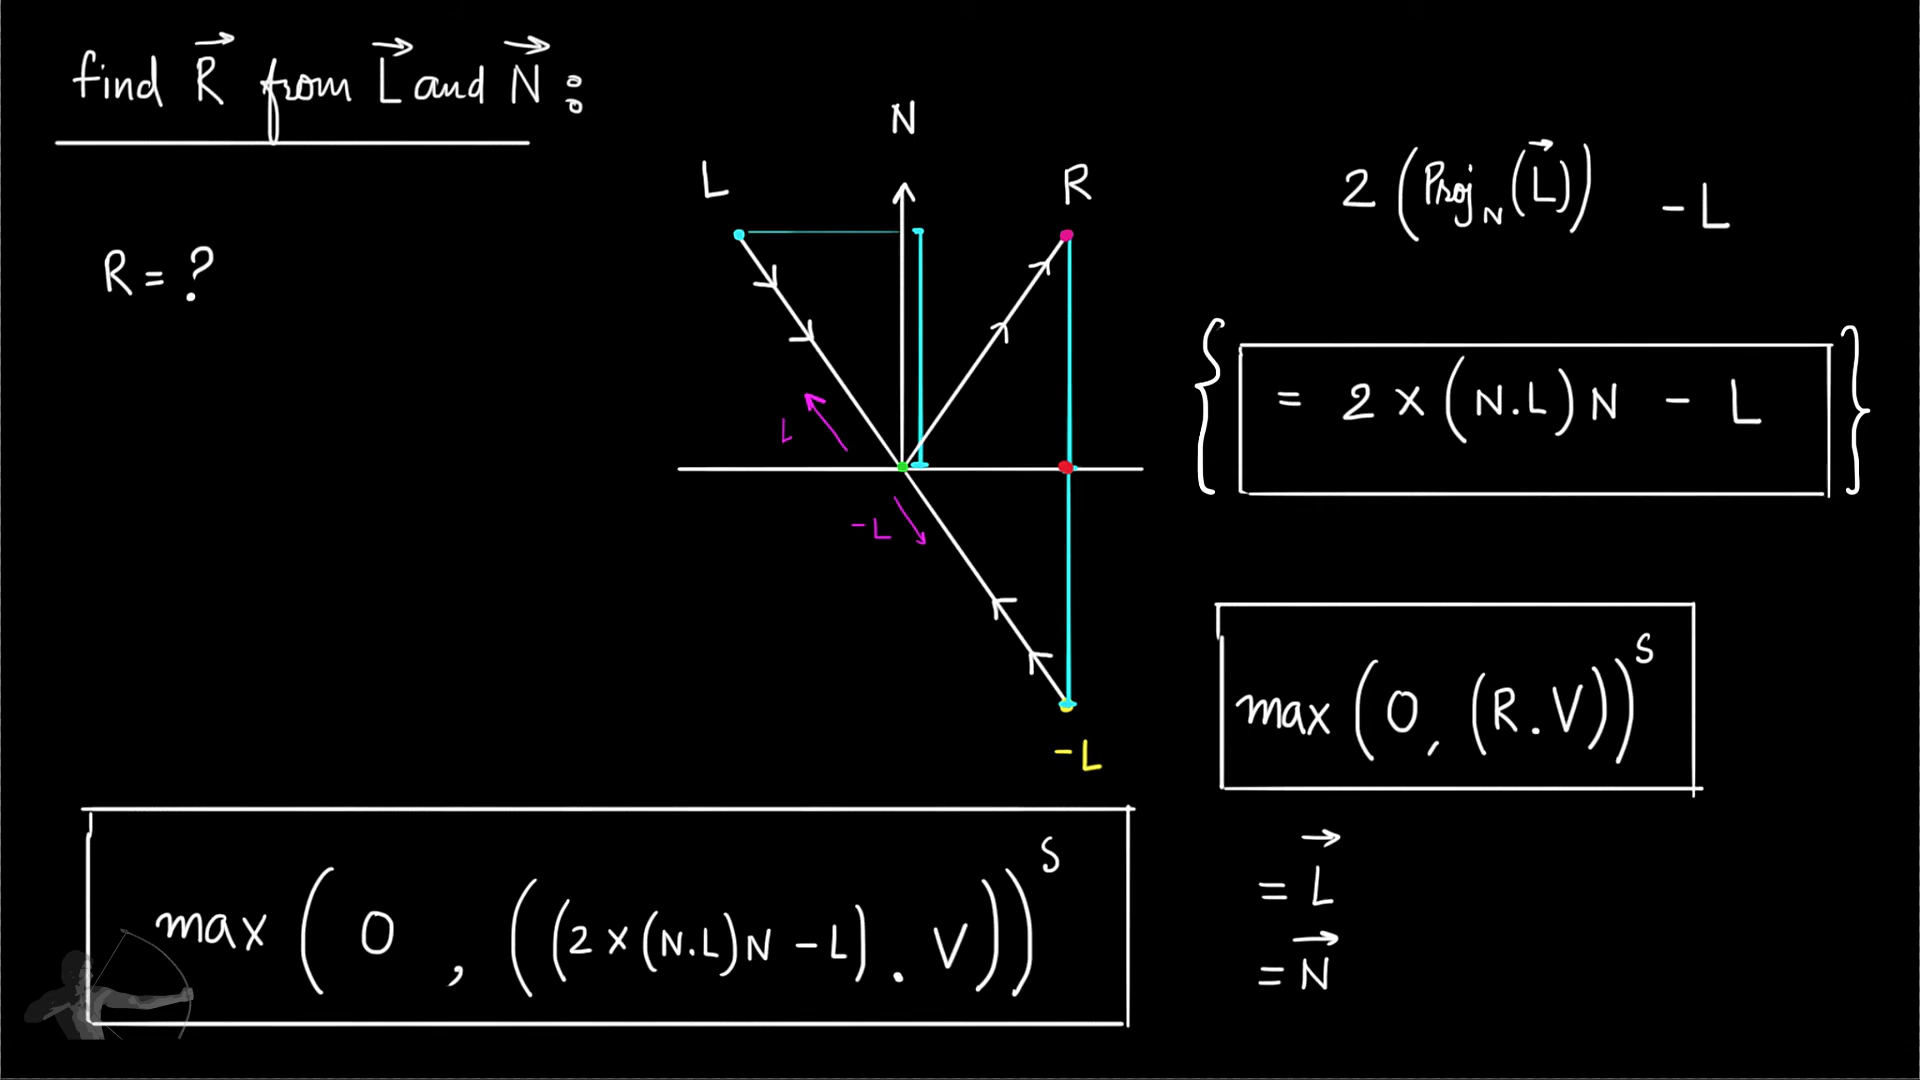 find R⃗ from L⃗ and N⃗ :
R = ?
N
L
R
L
-L
-L
2 (Proj_N (L⃗)) - L
= 2 × (N.L) N - L
max (0, (R.V))^S
= L⃗
= N⃗
max ( 0 , ((2 × (N.L) N - L) . V))^S